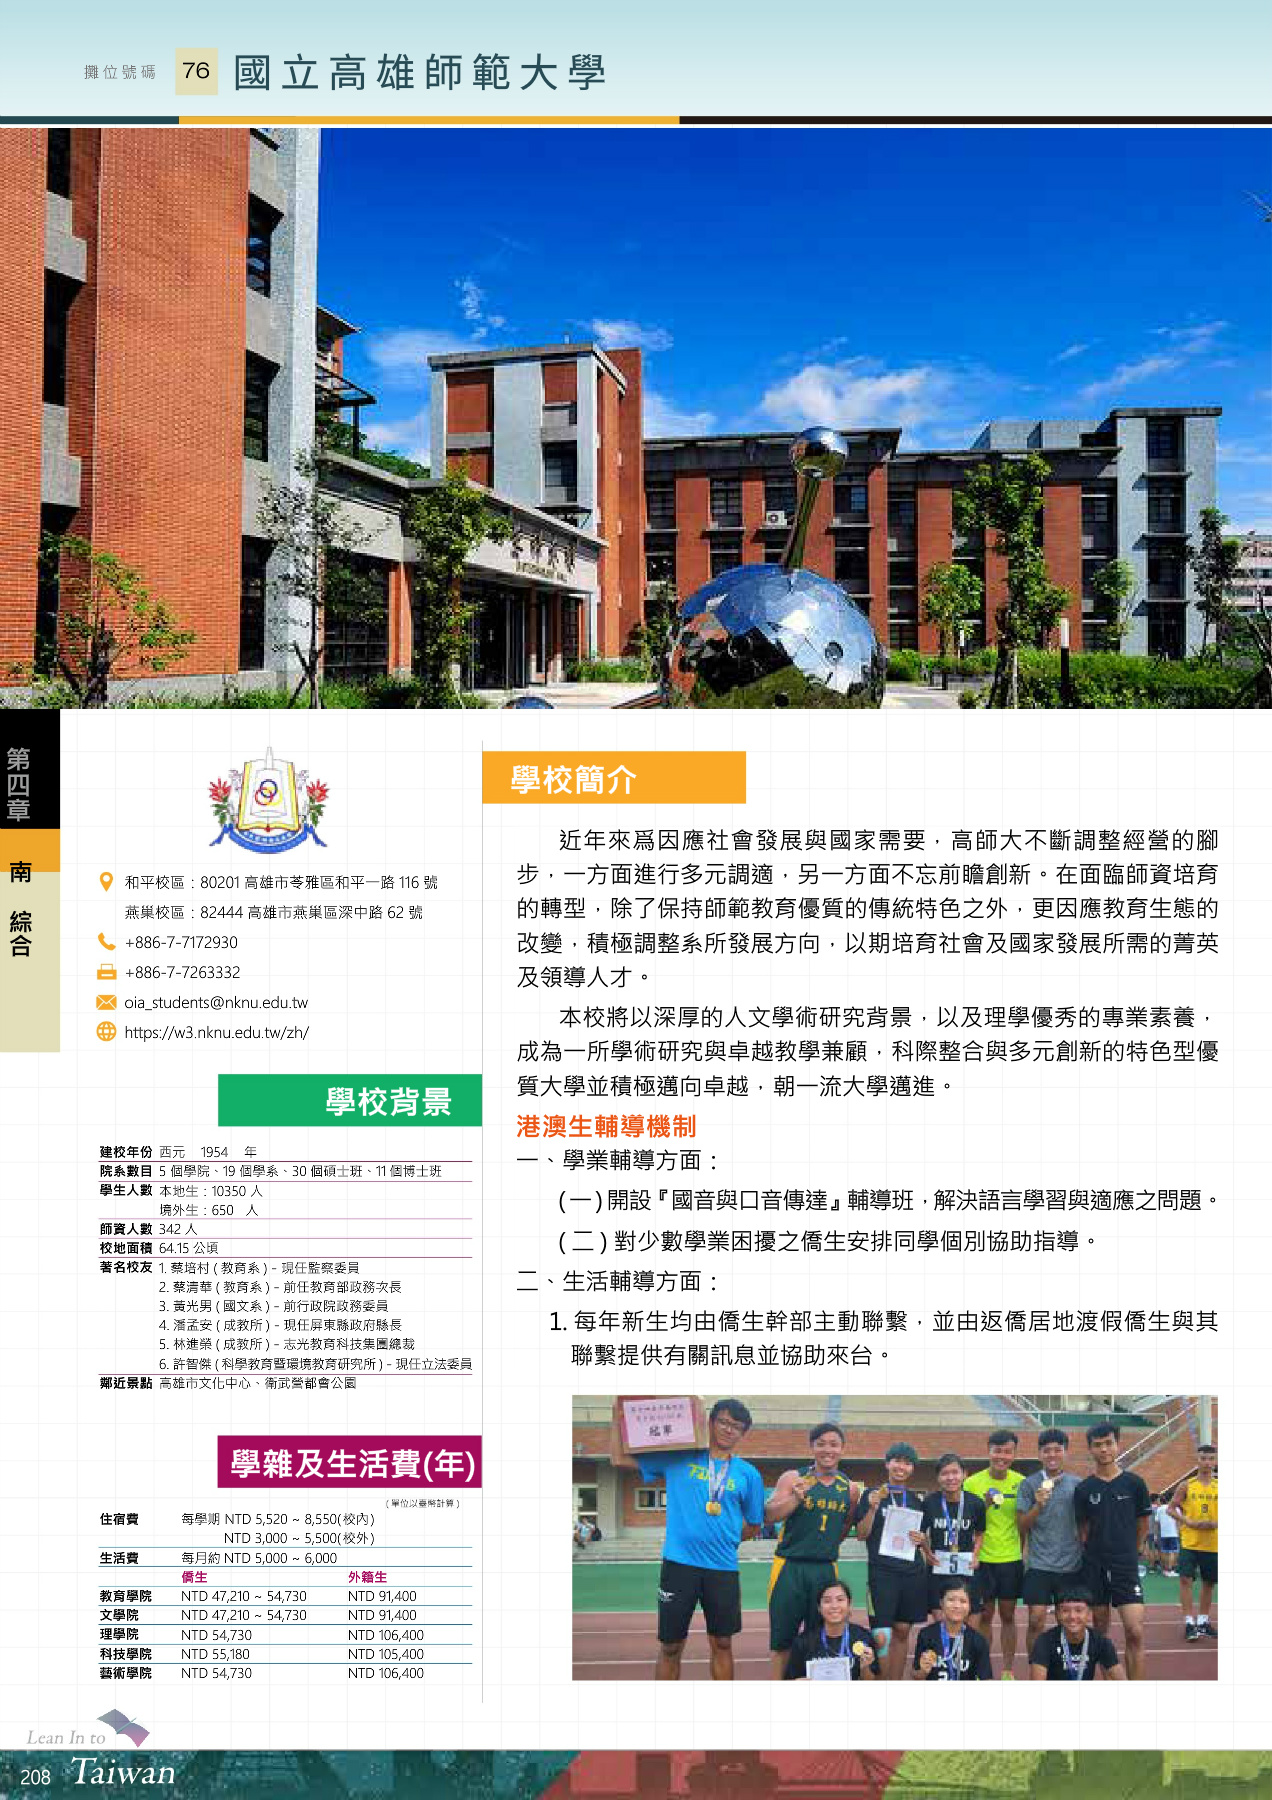 攤位號碼 76 國立高雄師範大學
第四章
南
綜合
和平校區：80201 高雄市苓雅區和平一路 116 號
燕巢校區：82444 高雄市燕巢區深中路 62 號
+886-7-7172930
+886-7-7263332
oia_students@nknu.edu.tw
https://w3.nknu.edu.tw/zh/
學校背景
建校年份 西元 1954 年
院系數目 5 個學院、19 個學系、30 個碩士班、11 個博士班
學生人數 本地生：10350 人
境外生：650 人
師資人數 342 人
校地面積 64.15 公頃
著名校友 1. 蔡培村 ( 教育系 ) - 現任監察委員
2. 蔡清華 ( 教育系 ) - 前任教育部政務次長
3. 黃光男 ( 國文系 ) - 前行政院政務委員
4. 潘孟安 ( 成教所 ) - 現任屏東縣政府縣長
5. 林進榮 ( 成教所 ) - 志光教育科技集團總裁
6. 許智傑 ( 科學教育暨環境教育研究所 ) - 現任立法委員
鄰近景點 高雄市文化中心、衛武營都會公園
學雜及生活費(年)
( 單位以臺幣計算 )
住宿費 每學期 NTD 5,520 ~ 8,550(校內)
NTD 3,000 ~ 5,500(校外)
生活費 每月約 NTD 5,000 ~ 6,000
僑生 外籍生
教育學院 NTD 47,210 ~ 54,730 NTD 91,400
文學院 NTD 47,210 ~ 54,730 NTD 91,400
理學院 NTD 54,730 NTD 106,400
科技學院 NTD 55,180 NTD 105,400
藝術學院 NTD 54,730 NTD 106,400
學校簡介
近年來爲因應社會發展與國家需要，高師大不斷調整經營的腳
步，一方面進行多元調適，另一方面不忘前瞻創新。在面臨師資培育
的轉型，除了保持師範教育優質的傳統特色之外，更因應教育生態的
改變，積極調整系所發展方向，以期培育社會及國家發展所需的菁英
及領導人才。
本校將以深厚的人文學術研究背景，以及理學優秀的專業素養，
成為一所學術研究與卓越教學兼顧，科際整合與多元創新的特色型優
質大學並積極邁向卓越，朝一流大學邁進。
港澳生輔導機制
一、學業輔導方面：
(一)開設『國音與口音傳達』輔導班，解決語言學習與適應之問題。
( 二 ) 對少數學業困擾之僑生安排同學個別協助指導。
二、生活輔導方面：
1. 每年新生均由僑生幹部主動聯繫，並由返僑居地渡假僑生與其
聯繫提供有關訊息並協助來台。
冠軍
高雄師大
1
NKNU
5
Lean In to
Taiwan
208